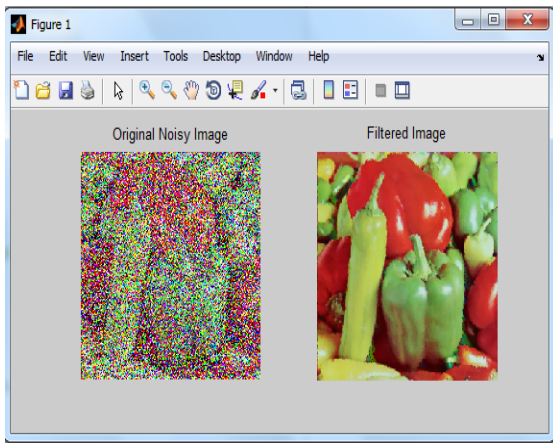 Figure 1
File Edit View Insert Tools Desktop Window Help
Original Noisy Image
Filtered Image